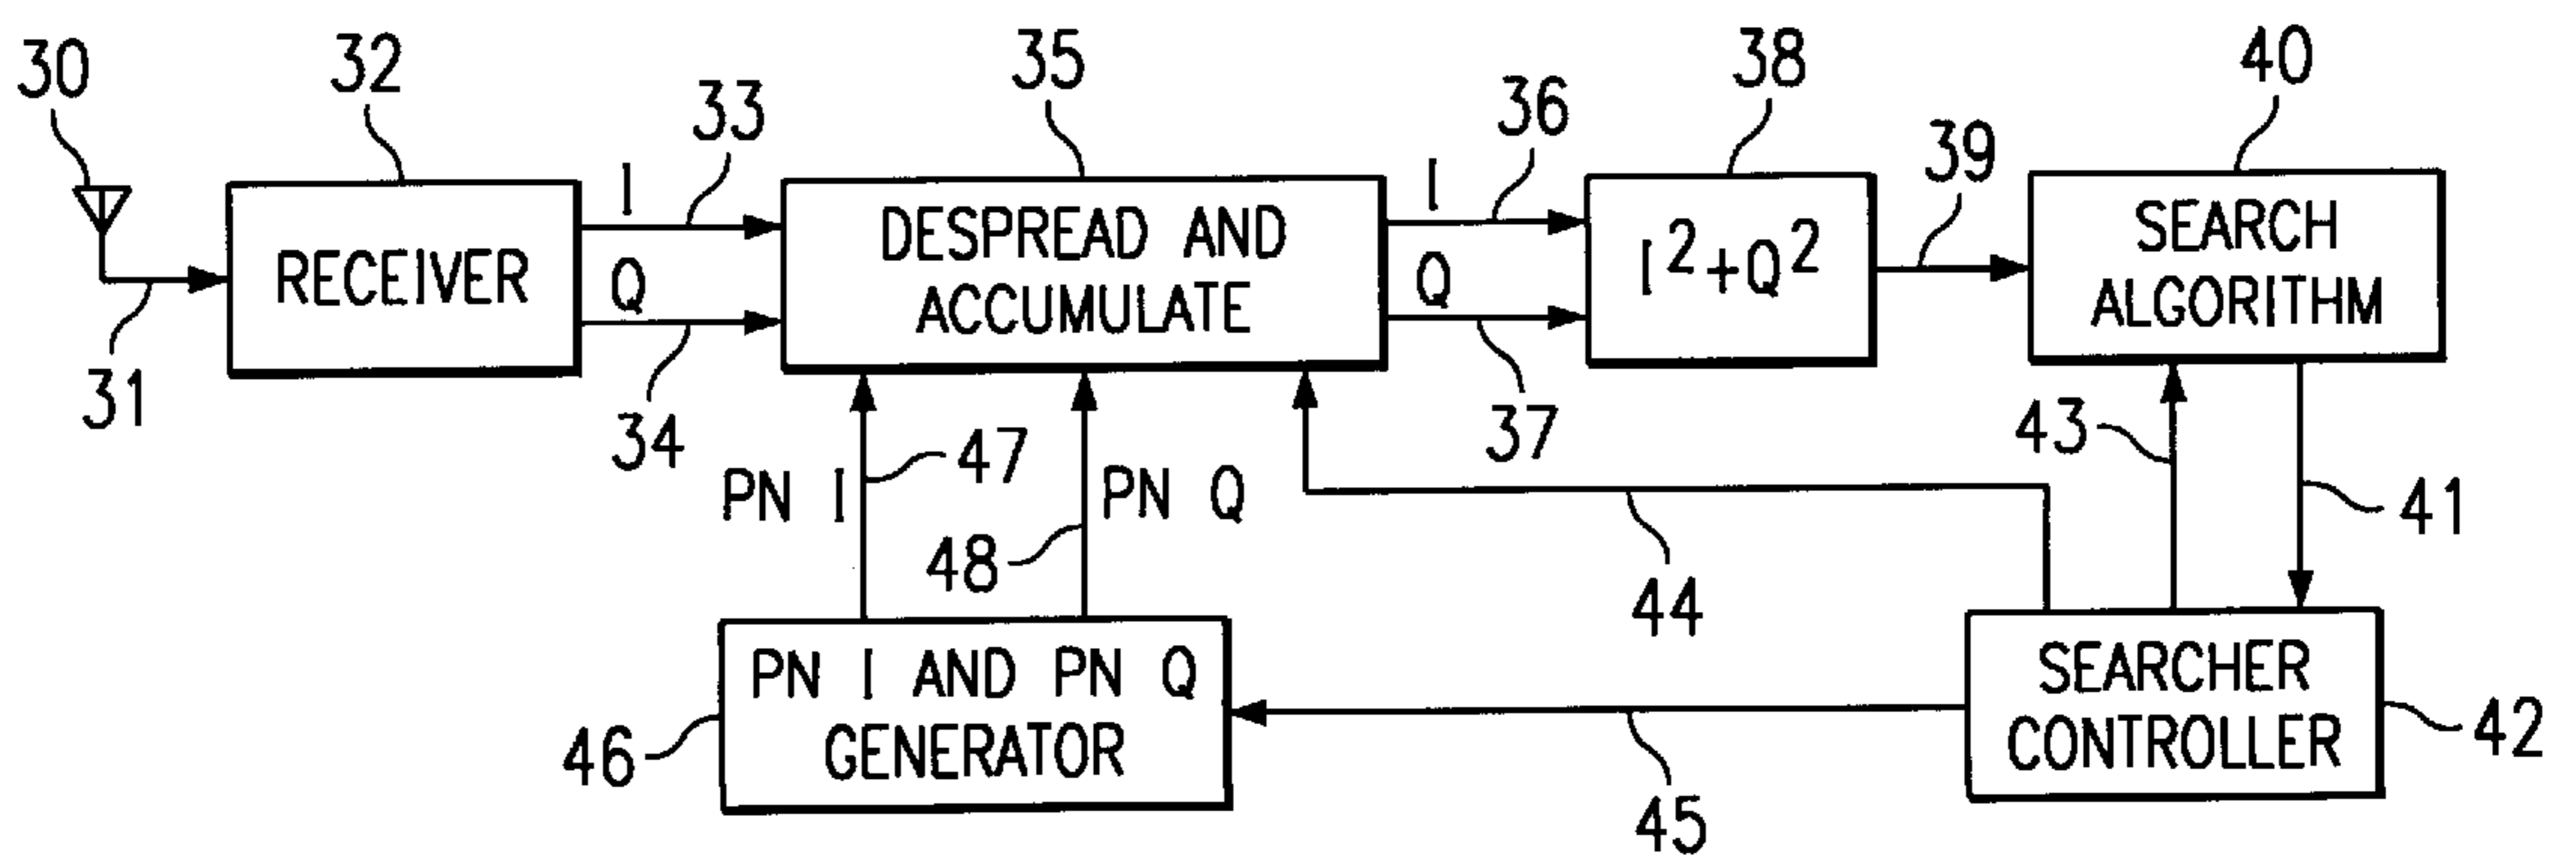 30
32
33
35
36
38
39
40
I
I
RECEIVER
DESPREAD AND
ACCUMULATE
I²+Q²
SEARCH
ALGORITHM
Q
Q
31
34
37
43
41
PN I
47
PN Q
48
44
PN I AND PN Q
GENERATOR
SEARCHER
CONTROLLER
46
42
45